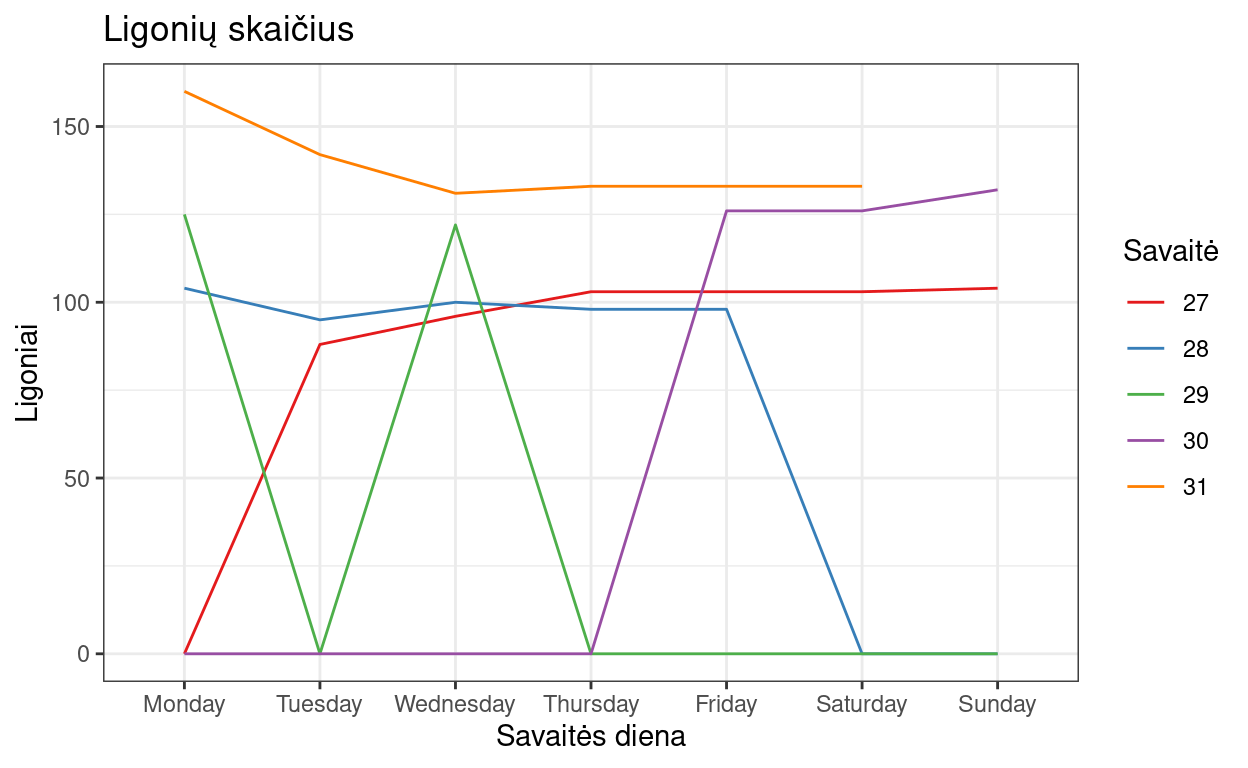 Ligonių skaičius
Ligoniai
150
100
50
0
Monday Tuesday Wednesday Thursday Friday Saturday Sunday
Savaitės diena
Savaitė
27
28
29
30
31